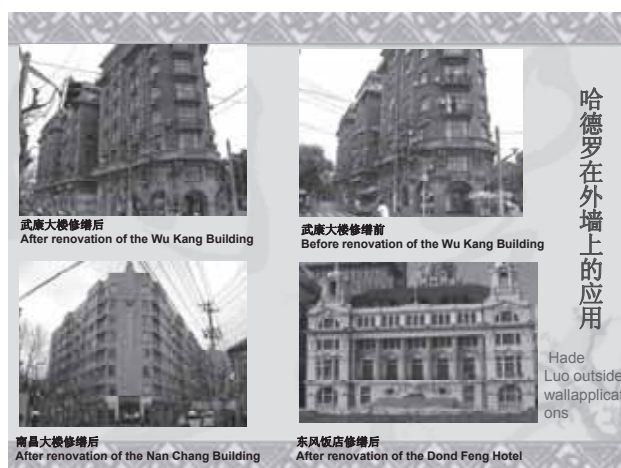 武康大楼修缮后
After renovation of the Wu Kang Building
武康大楼修缮前
Before renovation of the Wu Kang Building
南昌大楼修缮后
After renovation of the Nan Chang Building
东风饭店修缮后
After renovation of the Dond Feng Hotel
哈德罗在外墙上的应用
Hade
Luo outside
wallapplicat
ons